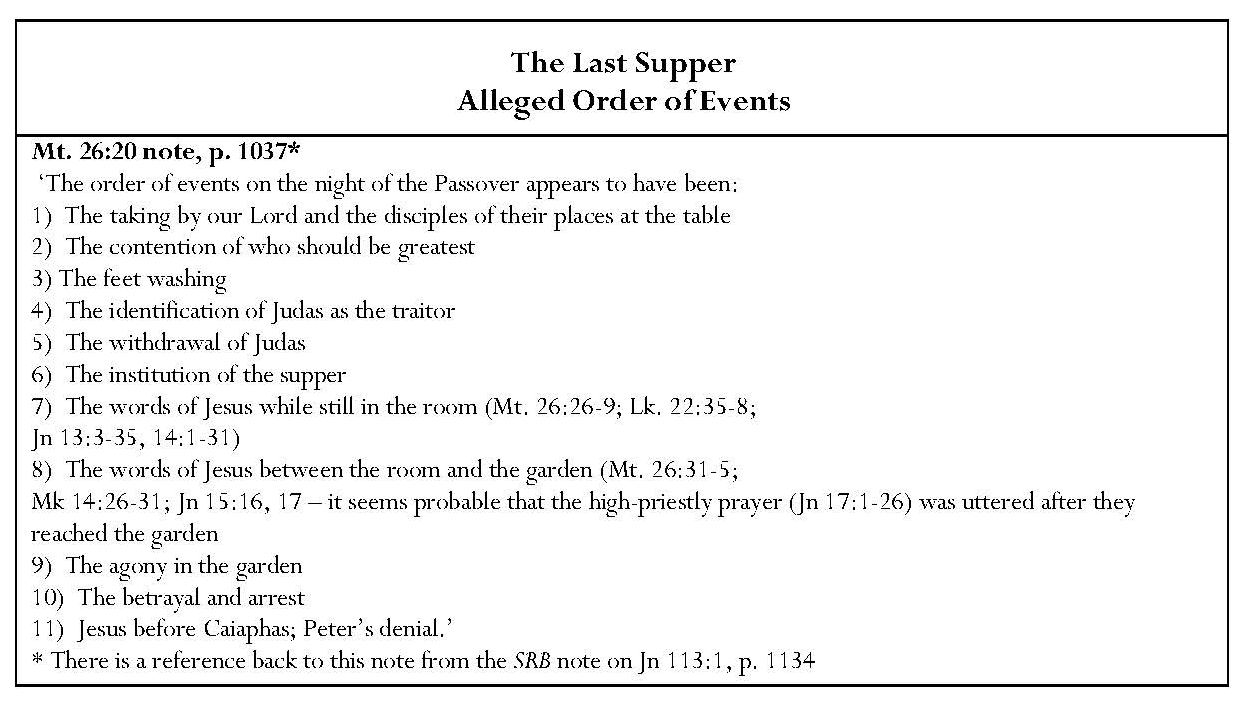 The Last Supper
Alleged Order of Events
Mt. 26:20 note, p. 1037*
‘The order of events on the night of the Passover appears to have been:
1) The taking by our Lord and the disciples of their places at the table
2) The contention of who should be greatest
3) The feet washing
4) The identification of Judas as the traitor
5) The withdrawal of Judas
6) The institution of the supper
7) The words of Jesus while still in the room (Mt. 26:26-9; Lk. 22:35-8;
Jn 13:3-35, 14:1-31)
8) The words of Jesus between the room and the garden (Mt. 26:31-5;
Mk 14:26-31; Jn 15:16, 17 – it seems probable that the high-priestly prayer (Jn 17:1-26) was uttered after they
reached the garden
9) The agony in the garden
10) The betrayal and arrest
11) Jesus before Caiaphas; Peter’s denial.’
* There is a reference back to this note from the SRB note on Jn 113:1, p. 1134